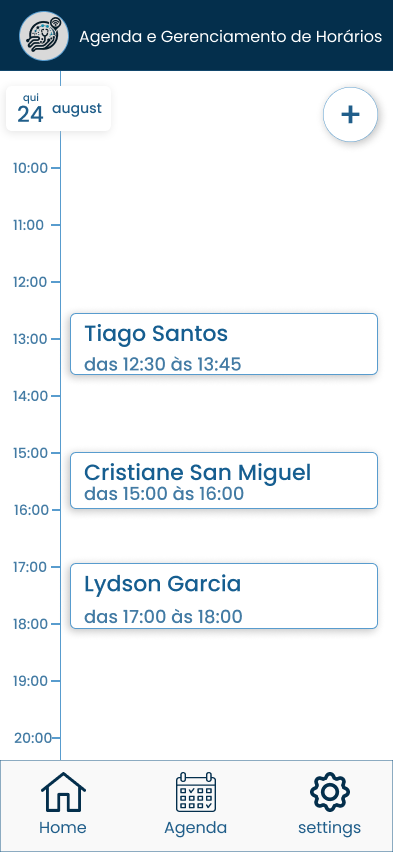 Agenda e Gerenciamento de Horários
qui
24 august
+
10:00
11:00
12:00
13:00
Tiago Santos
das 12:30 às 13:45
14:00
15:00
Cristiane San Miguel
das 15:00 às 16:00
16:00
17:00
Lydson Garcia
das 17:00 às 18:00
18:00
19:00
20:00
Home Agenda settings